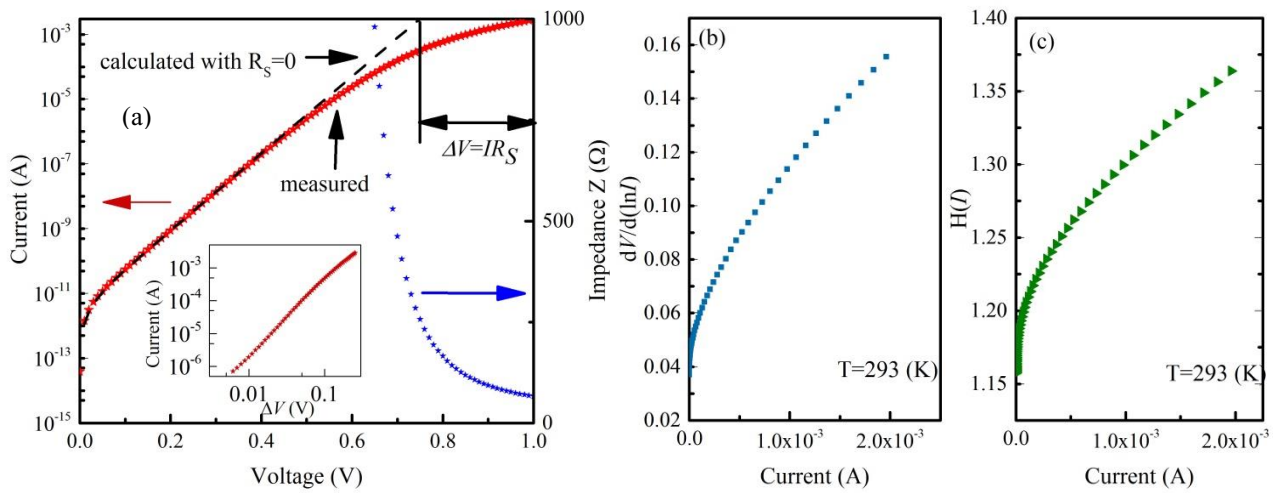 (a)
calculated with R_S=0
measured
ΔV=IR_S
Current (A)
10⁻³
10⁻⁵
10⁻⁷
10⁻⁹
10⁻¹¹
10⁻¹³
10⁻¹⁵
0.0 0.2 0.4 0.6 0.8 1.0
Voltage (V)
1000
500
0
Impedance Z (Ω)
Current (A)
10⁻³
10⁻⁴
10⁻⁵
10⁻⁶
0.01 0.1
ΔV (V)
(b)
dV/d(lnI)
0.16
0.14
0.12
0.10
0.08
0.06
0.04
0.02
T=293 (K)
0.0 1.0x10⁻³ 2.0x10⁻³
Current (A)
(c)
H(I)
1.40
1.35
1.30
1.25
1.20
1.15
T=293 (K)
0.0 1.0x10⁻³ 2.0x10⁻³
Current (A)